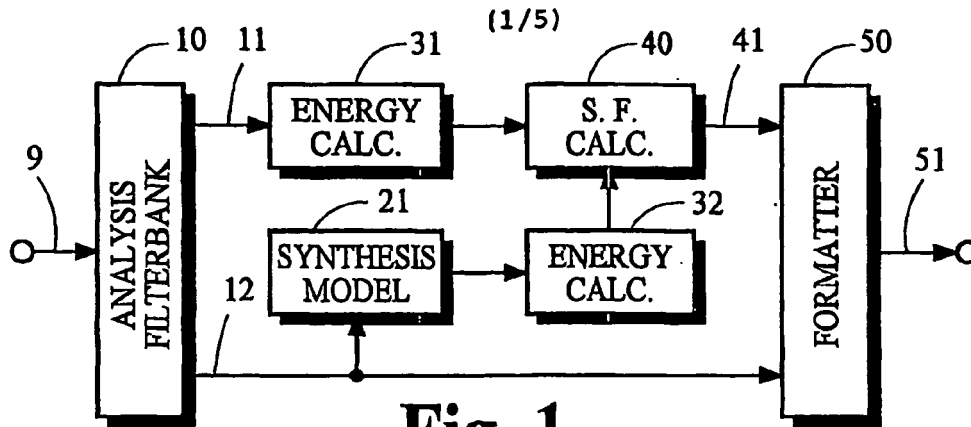 (1/5)
10
11
31
40
41
50
ENERGY
CALC.
S. F.
CALC.
9
ANALYSIS
FILTERBANK
21
32
51
SYNTHESIS
MODEL
ENERGY
CALC.
FORMATTER
12
Fig. 1